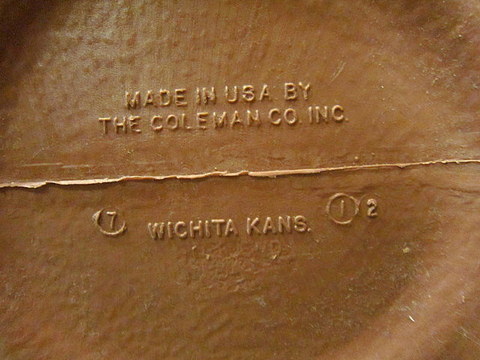 MADE IN USA BY
THE COLEMAN CO. INC.
7 WICHITA KANS. 1 2